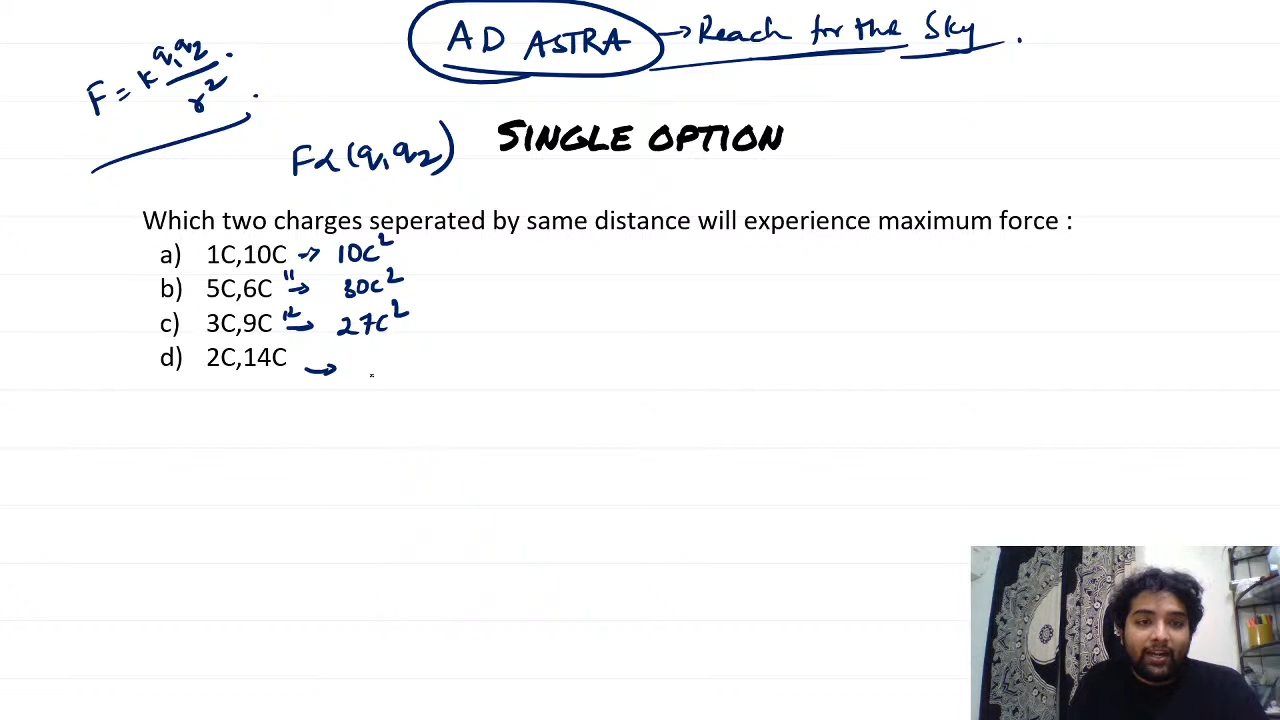 AD ASTRA → Reach for the Sky.
F = k q₁q₂ / r².
F ∝ (q₁q₂)
SINGLE OPTION
Which two charges seperated by same distance will experience maximum force :
a) 1C,10C → 10C²
b) 5C,6C " → 30C²
c) 3C,9C → 27C²
d) 2C,14C →